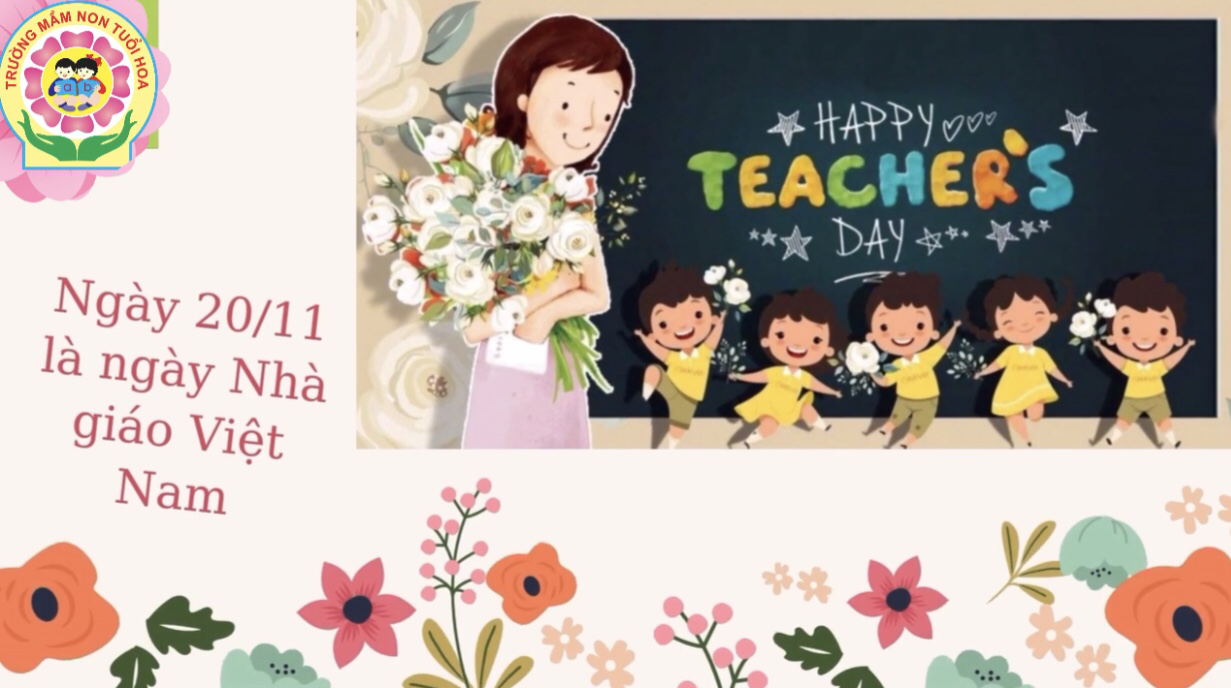 TRƯỜNG MẦM NON TUỔI HOA
a b
HAPPY
TEACHER'S
DAY
Ngày 20/11
là ngày Nhà
giáo Việt
Nam